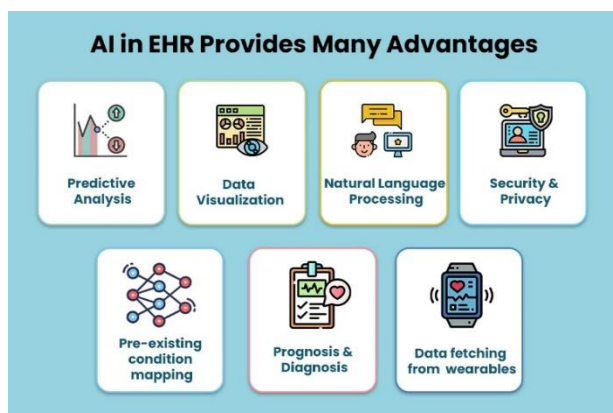 AI in EHR Provides Many Advantages
Predictive
Analysis
Data
Visualization
Natural Language
Processing
Security &
Privacy
Pre-existing
condition
mapping
Prognosis &
Diagnosis
Data fetching
from wearables